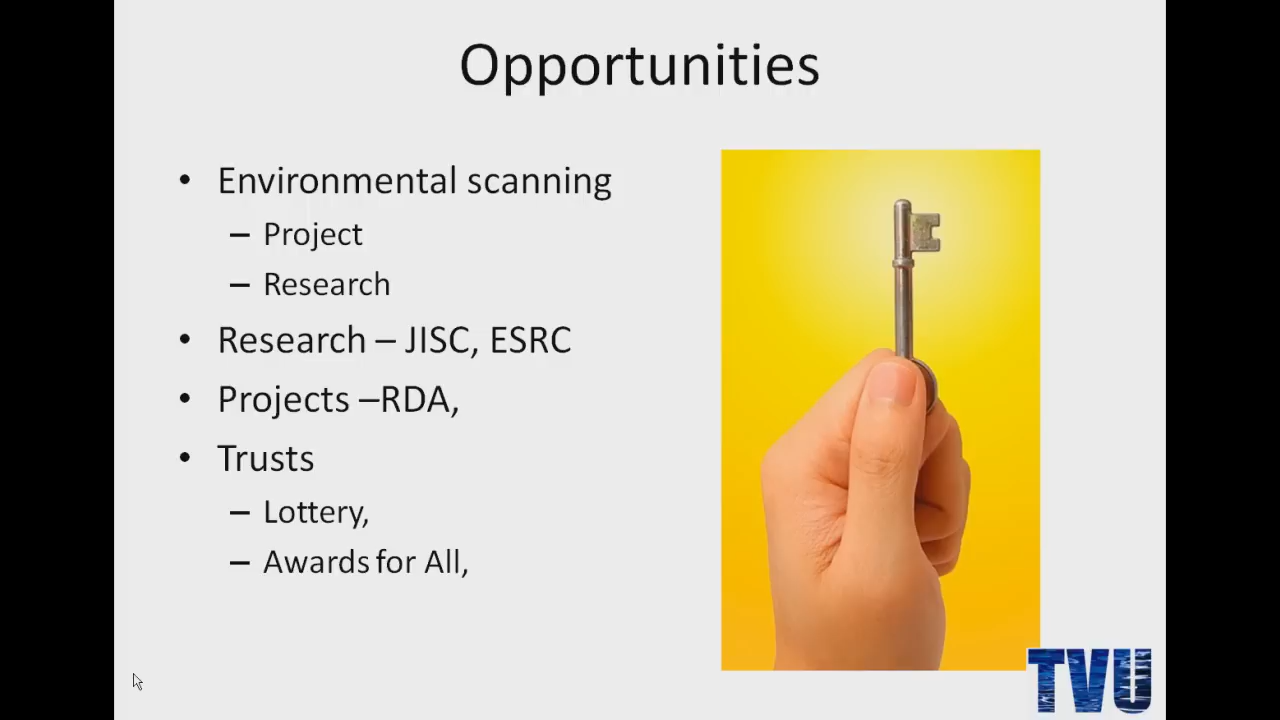 Opportunities
• Environmental scanning
– Project
– Research
• Research – JISC, ESRC
• Projects –RDA,
• Trusts
– Lottery,
– Awards for All,
TVU